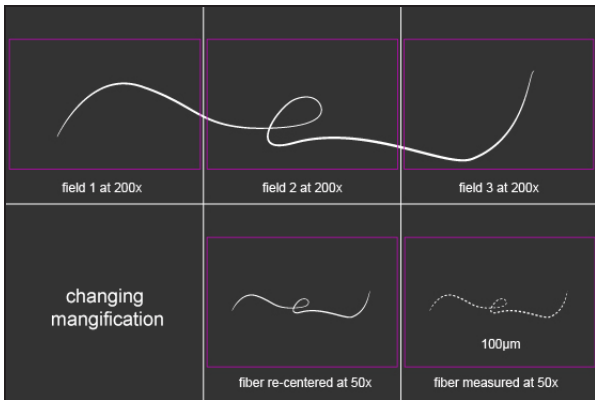 field 1 at 200x
field 2 at 200x
field 3 at 200x
changing
mangification
fiber re-centered at 50x
100µm
fiber measured at 50x